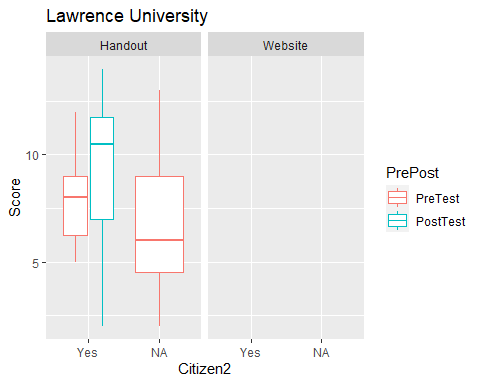 Lawrence University
Handout Website
10
5
Score
Yes NA Yes NA
Citizen2
PrePost
PreTest
PostTest